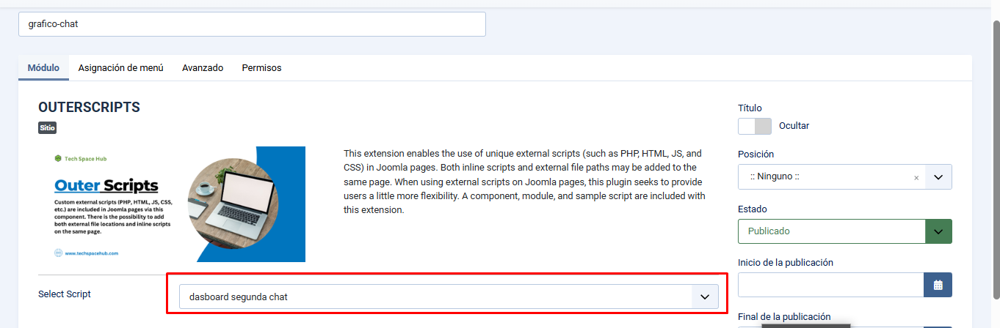 grafico-chat
Módulo
Asignación de menú
Avanzado
Permisos
OUTERSCRIPTS
Sitio
Tech Space Hub
Outer Scripts
Custom external scripts (PHP, HTML, JS, CSS,
etc.) are included in Joomla pages via this
component. There is the possibility to add
both external file locations and inline scripts
on the same page.
www.techspacehub.com
This extension enables the use of unique external scripts (such as PHP, HTML, JS, and
CSS) in Joomla pages. Both inline scripts and external file paths may be added to the
same page. When using external scripts on Joomla pages, this plugin seeks to provide
users a little more flexibility. A component, module, and sample script are included with
this extension.
Select Script
dasboard segunda chat
Título
Ocultar
Posición
:: Ninguno ::
Estado
Publicado
Inicio de la publicación
Final de la publicación